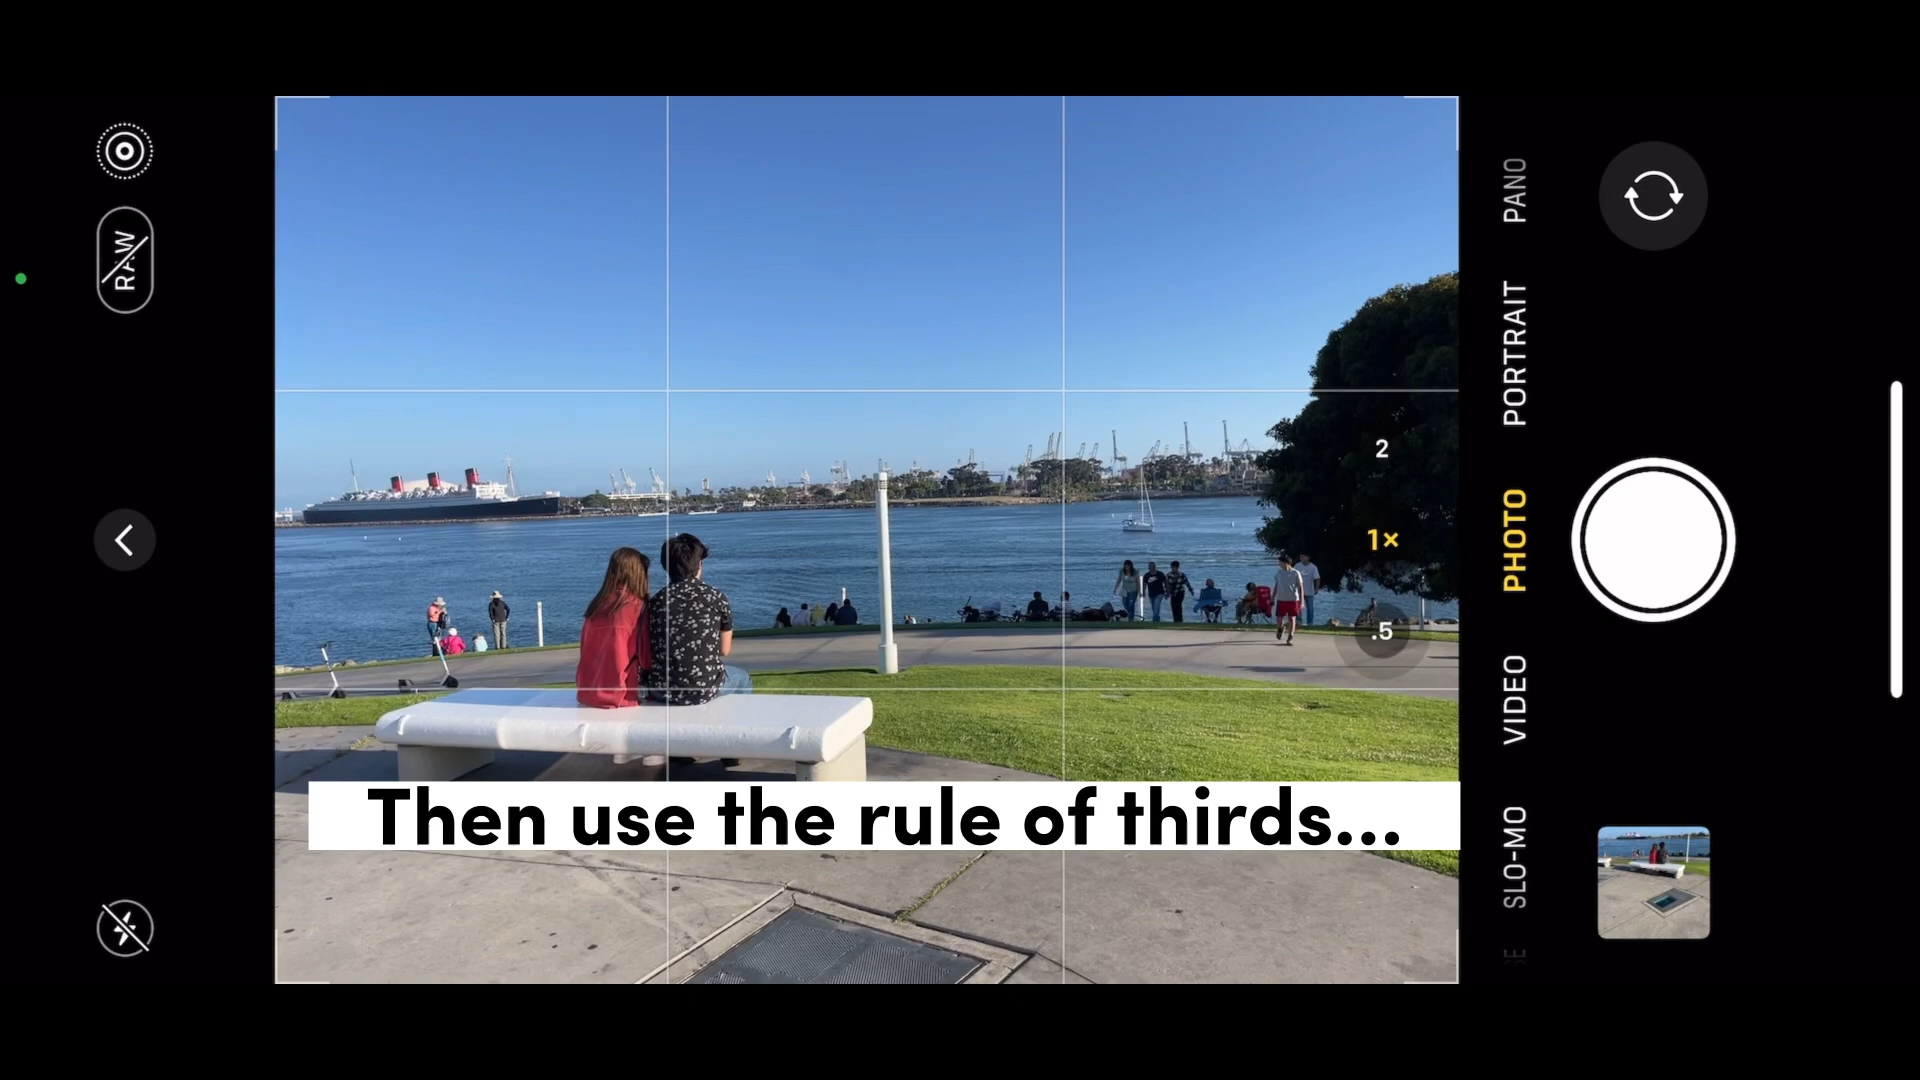 RAW
PANO
PORTRAIT
2
1×
PHOTO
.5
VIDEO
Then use the rule of thirds...
SLO-MO